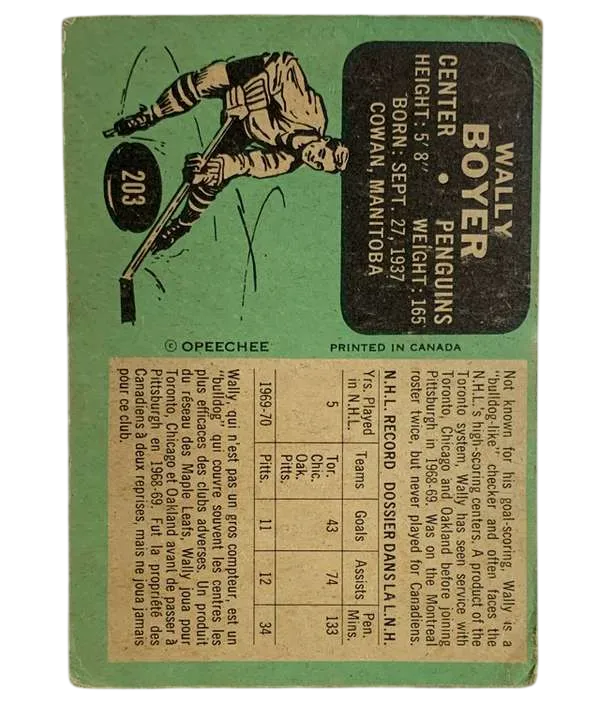 WALLY
BOYER
CENTER • PENGUINS
HEIGHT: 5' 8" WEIGHT: 165
BORN: SEPT. 27, 1937
COWAN, MANITOBA
203
© OPEECHEE PRINTED IN CANADA
Not known for his goal-scoring, Wally is a
"bulldog-like" checker and often faces the
N.H.L.'s high-scoring centers. A product of the
Toronto system, Wally has seen service with
Toronto, Chicago and Oakland before joining
Pittsburgh in 1968-69. Was on the Montreal
roster twice, but never played for Canadiens.
N.H.L. RECORD DOSSIER DANS LA L.N.H.
Yrs. Played in N.H.L. Teams Goals Assists Pen. Mins.
5 Tor. Chic. Oak. Pitts. 43 74 133
1969-70 Pitts. 11 12 34
Wally, qui n'est pas un gros compteur, est un
"bulldog" qui couvre souvent les centres les
plus efficaces des clubs adverses. Un produit
du réseau des Maple Leafs, Wally joua pour
Toronto, Chicago et Oakland avant de passer à
Pittsburgh en 1968-69. Fut la propriété des
Canadiens à deux reprises, mais ne joua jamais
pour ce club.